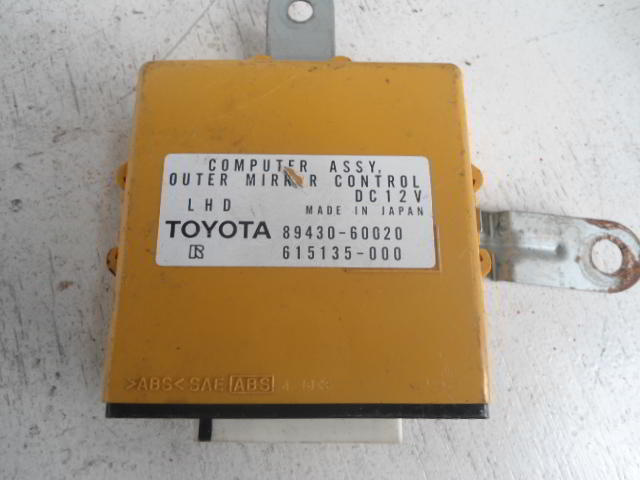 COMPUTER ASSY,
OUTER MIRROR CONTROL
DC12V
LHD MADE IN JAPAN
TOYOTA 89430-60020
615135-000
>ABS< SAE ABS